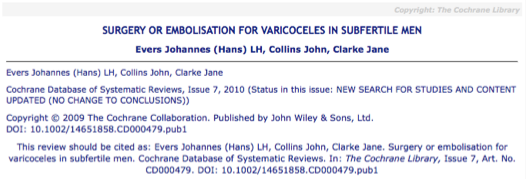 Copyright: The Cochrane Library
SURGERY OR EMBOLISATION FOR VARICOCELES IN SUBFERTILE MEN
Evers Johannes (Hans) LH, Collins John, Clarke Jane
Evers Johannes (Hans) LH, Collins John, Clarke Jane
Cochrane Database of Systematic Reviews, Issue 7, 2010 (Status in this issue: NEW SEARCH FOR STUDIES AND CONTENT
UPDATED (NO CHANGE TO CONCLUSIONS))
Copyright © 2009 The Cochrane Collaboration. Published by John Wiley & Sons, Ltd.
DOI: 10.1002/14651858.CD000479.pub1
This review should be cited as: Evers Johannes (Hans) LH, Collins John, Clarke Jane. Surgery or embolisation for
varicoceles in subfertile men. Cochrane Database of Systematic Reviews. In: The Cochrane Library, Issue 7, Art. No.
CD000479. DOI: 10.1002/14651858.CD000479.pub1